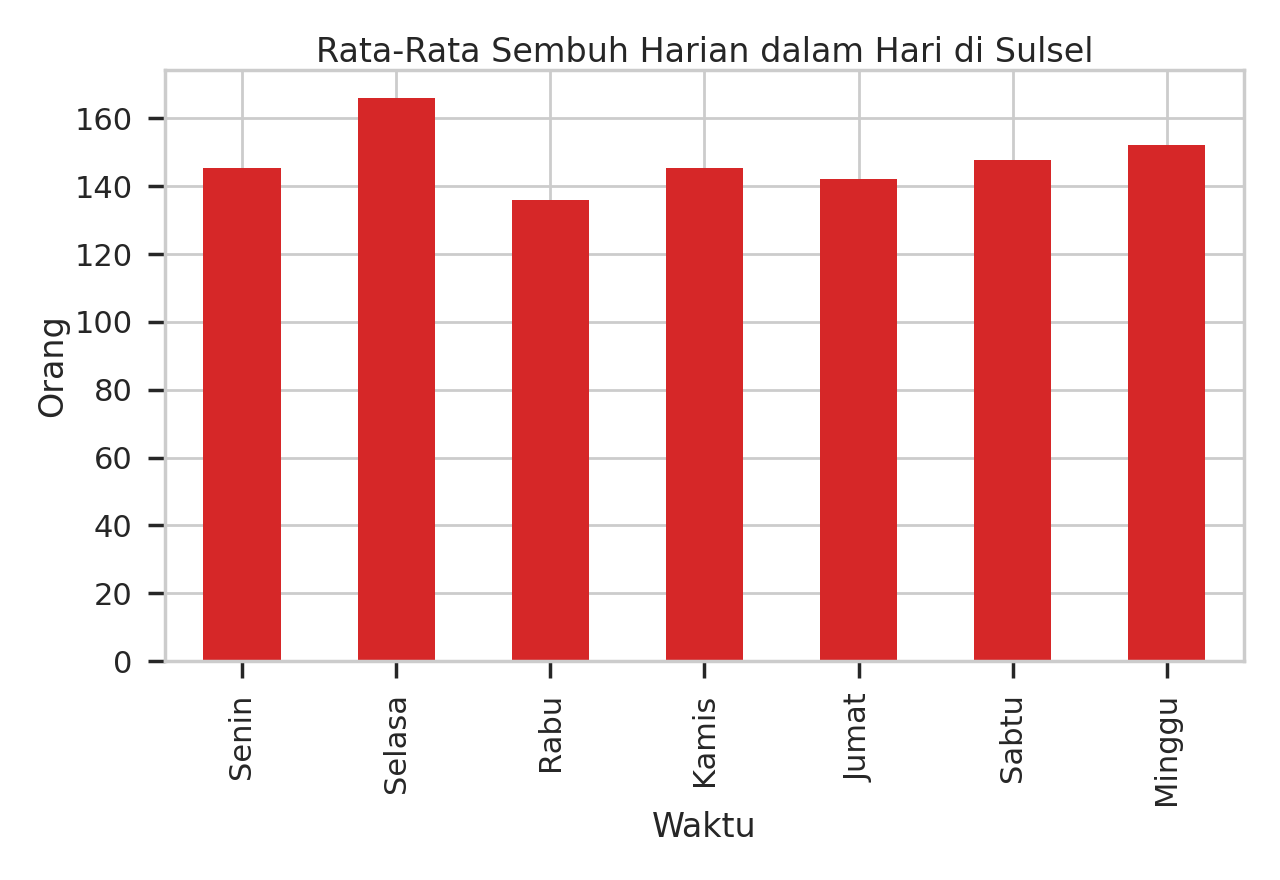 Rata-Rata Sembuh Harian dalam Hari di Sulsel
Orang
160
140
120
100
80
60
40
20
0
Senin
Selasa
Rabu
Kamis
Jumat
Sabtu
Minggu
Waktu